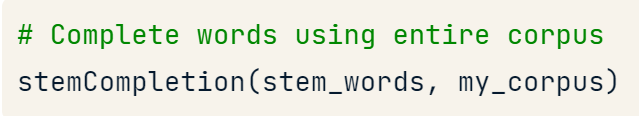 # Complete words using entire corpus
stemCompletion(stem_words, my_corpus)